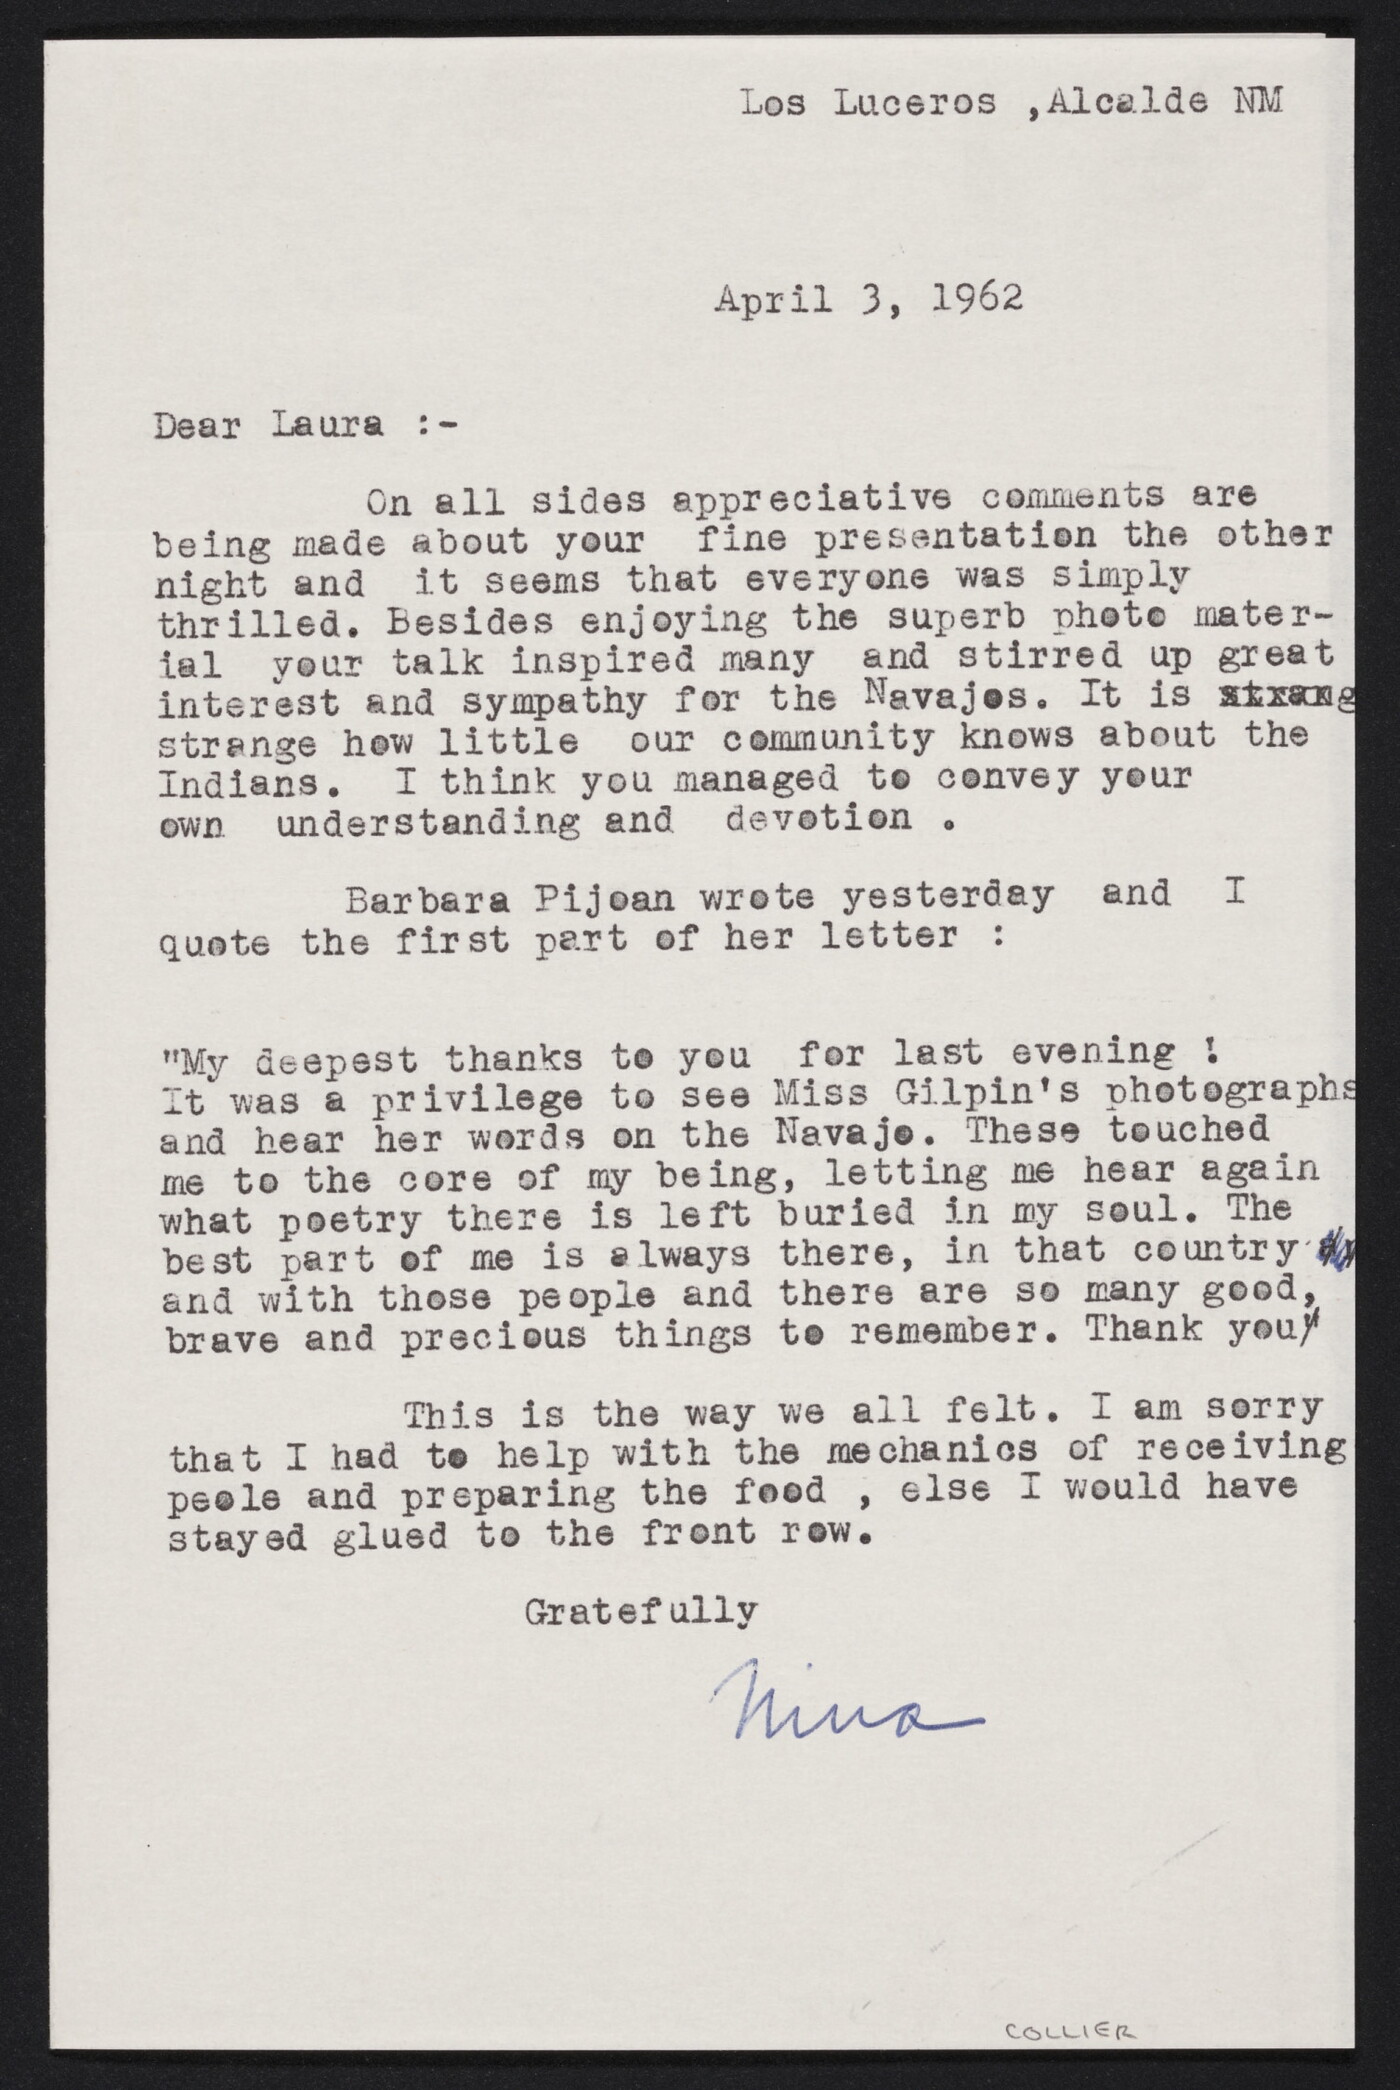 Los Luceros ,Alcalde NM
April 3, 1962
Dear Laura :-
On all sides appreciative comments are
being made about your fine presentation the other
night and it seems that everyone was simply
thrilled. Besides enjoying the superb photo mater-
ial your talk inspired many and stirred up great
interest and sympathy for the Navajos. It is
strange how little our community knows about the
Indians. I think you managed to convey your
own understanding and devotion .
Barbara Pijoan wrote yesterday and I
quote the first part of her letter :
"My deepest thanks to you for last evening !
It was a privilege to see Miss Gilpin's photographs
and hear her words on the Navajo. These touched
me to the core of my being, letting me hear again
what poetry there is left buried in my soul. The
best part of me is always there, in that country
and with those people and there are so many good,
brave and precious things to remember. Thank you"
This is the way we all felt. I am sorry
that I had to help with the mechanics of receiving
peole and preparing the food , else I would have
stayed glued to the front row.
Gratefully
Nina
COLLIER